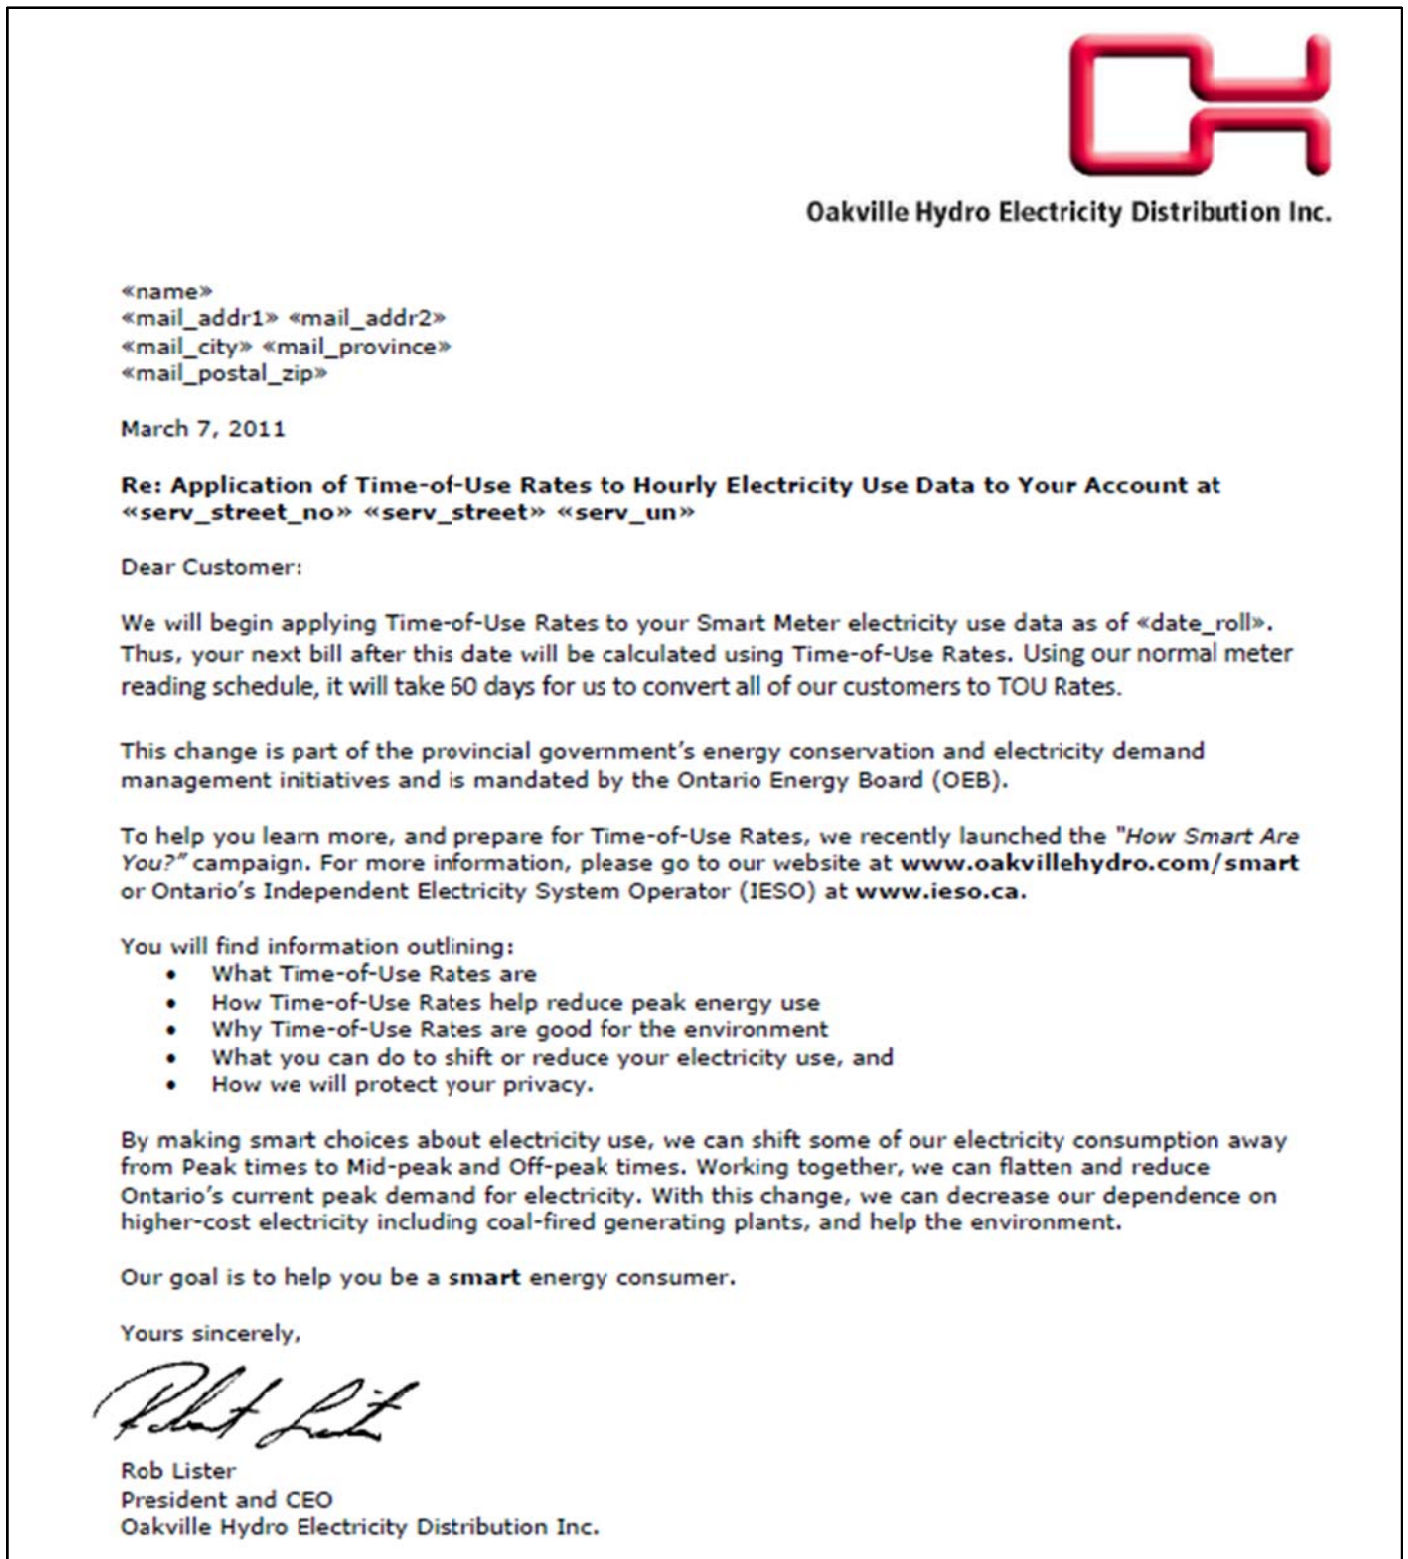 Oakville Hydro Electricity Distribution Inc.
«name»
«mail_addr1» «mail_addr2»
«mail_city» «mail_province»
«mail_postal_zip»
March 7, 2011
Re: Application of Time-of-Use Rates to Hourly Electricity Use Data to Your Account at
«serv_street_no» «serv_street» «serv_un»
Dear Customer:
We will begin applying Time-of-Use Rates to your Smart Meter electricity use data as of «date_roll».
Thus, your next bill after this date will be calculated using Time-of-Use Rates. Using our normal meter
reading schedule, it will take 60 days for us to convert all of our customers to TOU Rates.
This change is part of the provincial government's energy conservation and electricity demand
management initiatives and is mandated by the Ontario Energy Board (OEB).
To help you learn more, and prepare for Time-of-Use Rates, we recently launched the "How Smart Are
You?" campaign. For more information, please go to our website at www.oakvillehydro.com/smart
or Ontario's Independent Electricity System Operator (IESO) at www.ieso.ca.
You will find information outlining:
• What Time-of-Use Rates are
• How Time-of-Use Rates help reduce peak energy use
• Why Time-of-Use Rates are good for the environment
• What you can do to shift or reduce your electricity use, and
• How we will protect your privacy.
By making smart choices about electricity use, we can shift some of our electricity consumption away
from Peak times to Mid-peak and Off-peak times. Working together, we can flatten and reduce
Ontario's current peak demand for electricity. With this change, we can decrease our dependence on
higher-cost electricity including coal-fired generating plants, and help the environment.
Our goal is to help you be a smart energy consumer.
Yours sincerely,
Robert Lister
Rob Lister
President and CEO
Oakville Hydro Electricity Distribution Inc.